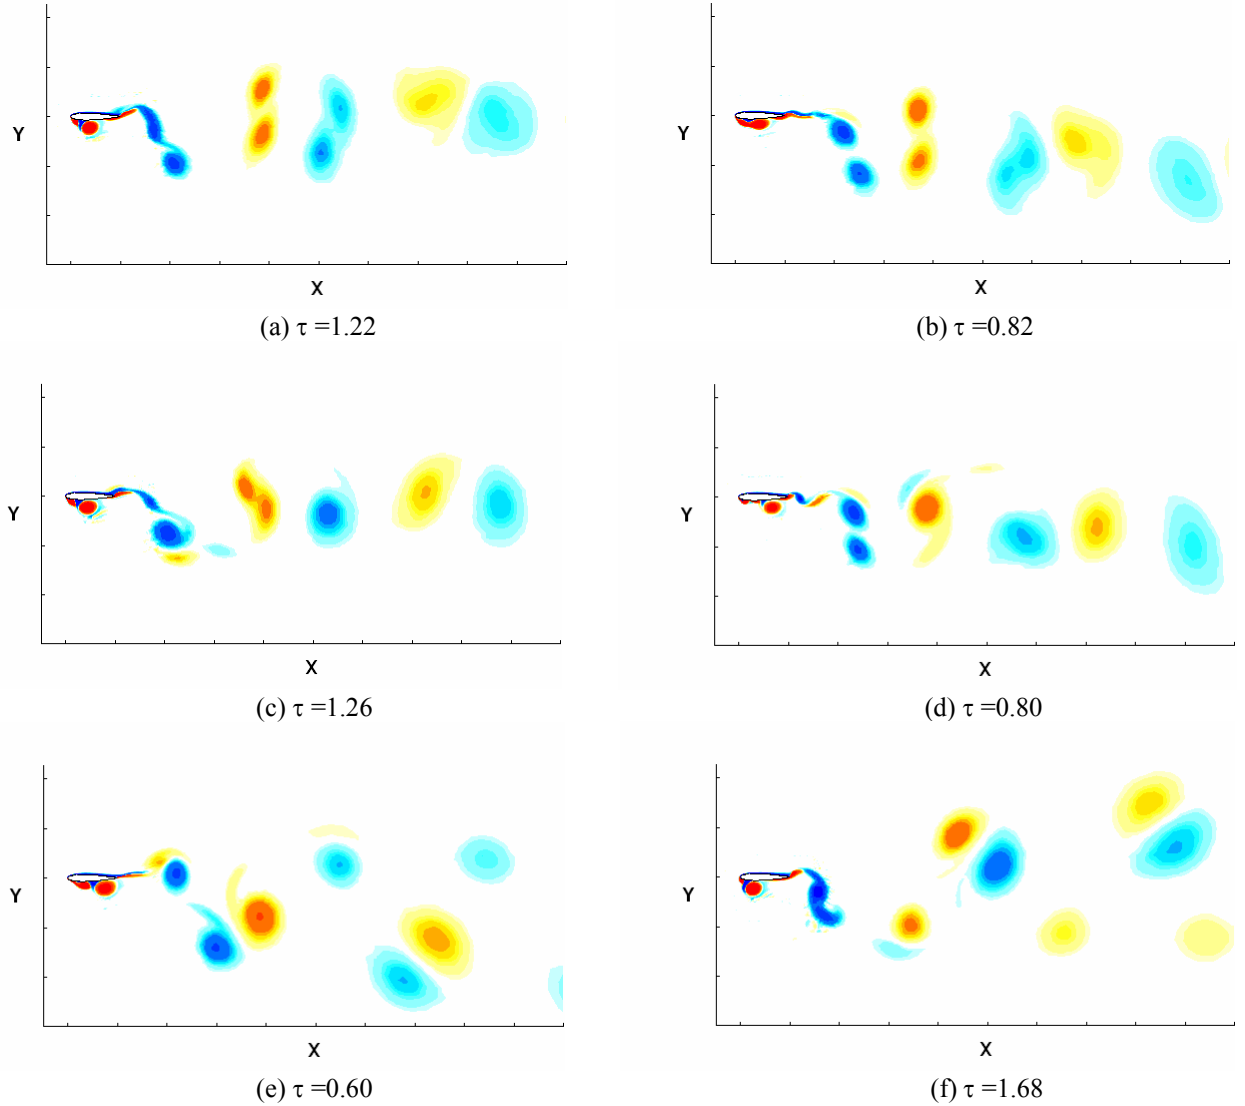 Y
Y
X
X
(a) τ =1.22
(b) τ =0.82
Y
Y
X
X
(c) τ =1.26
(d) τ =0.80
Y
Y
X
X
(e) τ =0.60
(f) τ =1.68